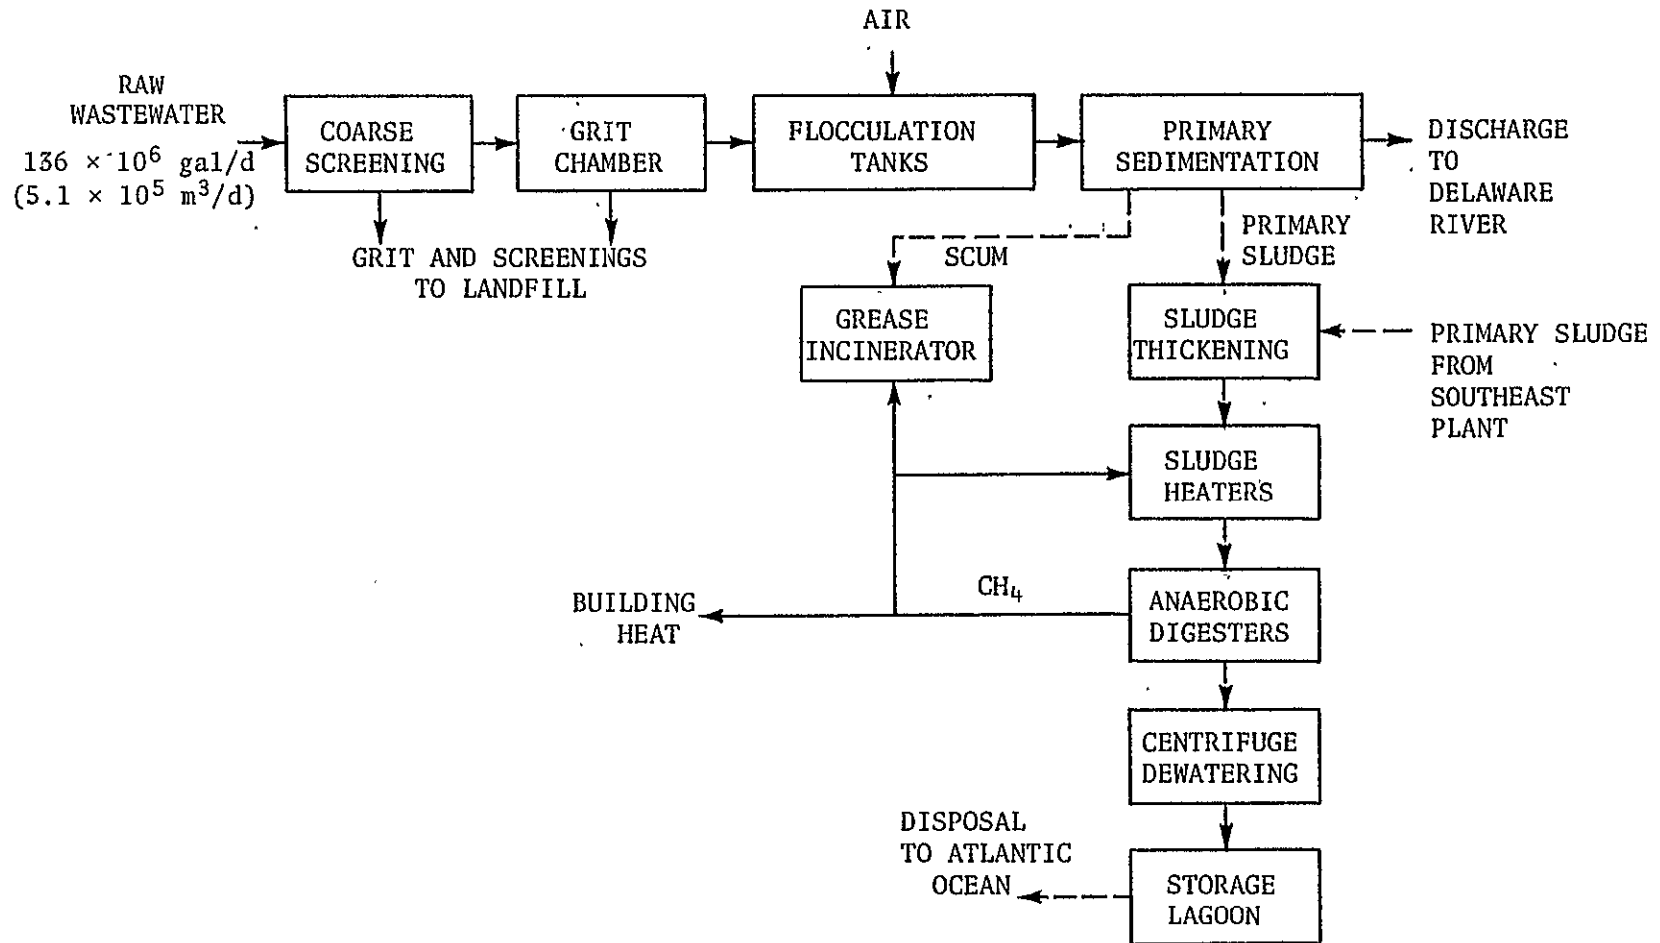 AIR
RAW
WASTEWATER
136 × 10⁶ gal/d
(5.1 × 10⁵ m³/d)
COARSE
SCREENING
GRIT
CHAMBER
FLOCCULATION
TANKS
PRIMARY
SEDIMENTATION
DISCHARGE
TO
DELAWARE
RIVER
GRIT AND SCREENINGS
TO LANDFILL
SCUM
PRIMARY
SLUDGE
GREASE
INCINERATOR
SLUDGE
THICKENING
PRIMARY SLUDGE
FROM
SOUTHEAST
PLANT
SLUDGE
HEATERS
BUILDING
HEAT
CH₄
ANAEROBIC
DIGESTERS
CENTRIFUGE
DEWATERING
DISPOSAL
TO ATLANTIC
OCEAN
STORAGE
LAGOON